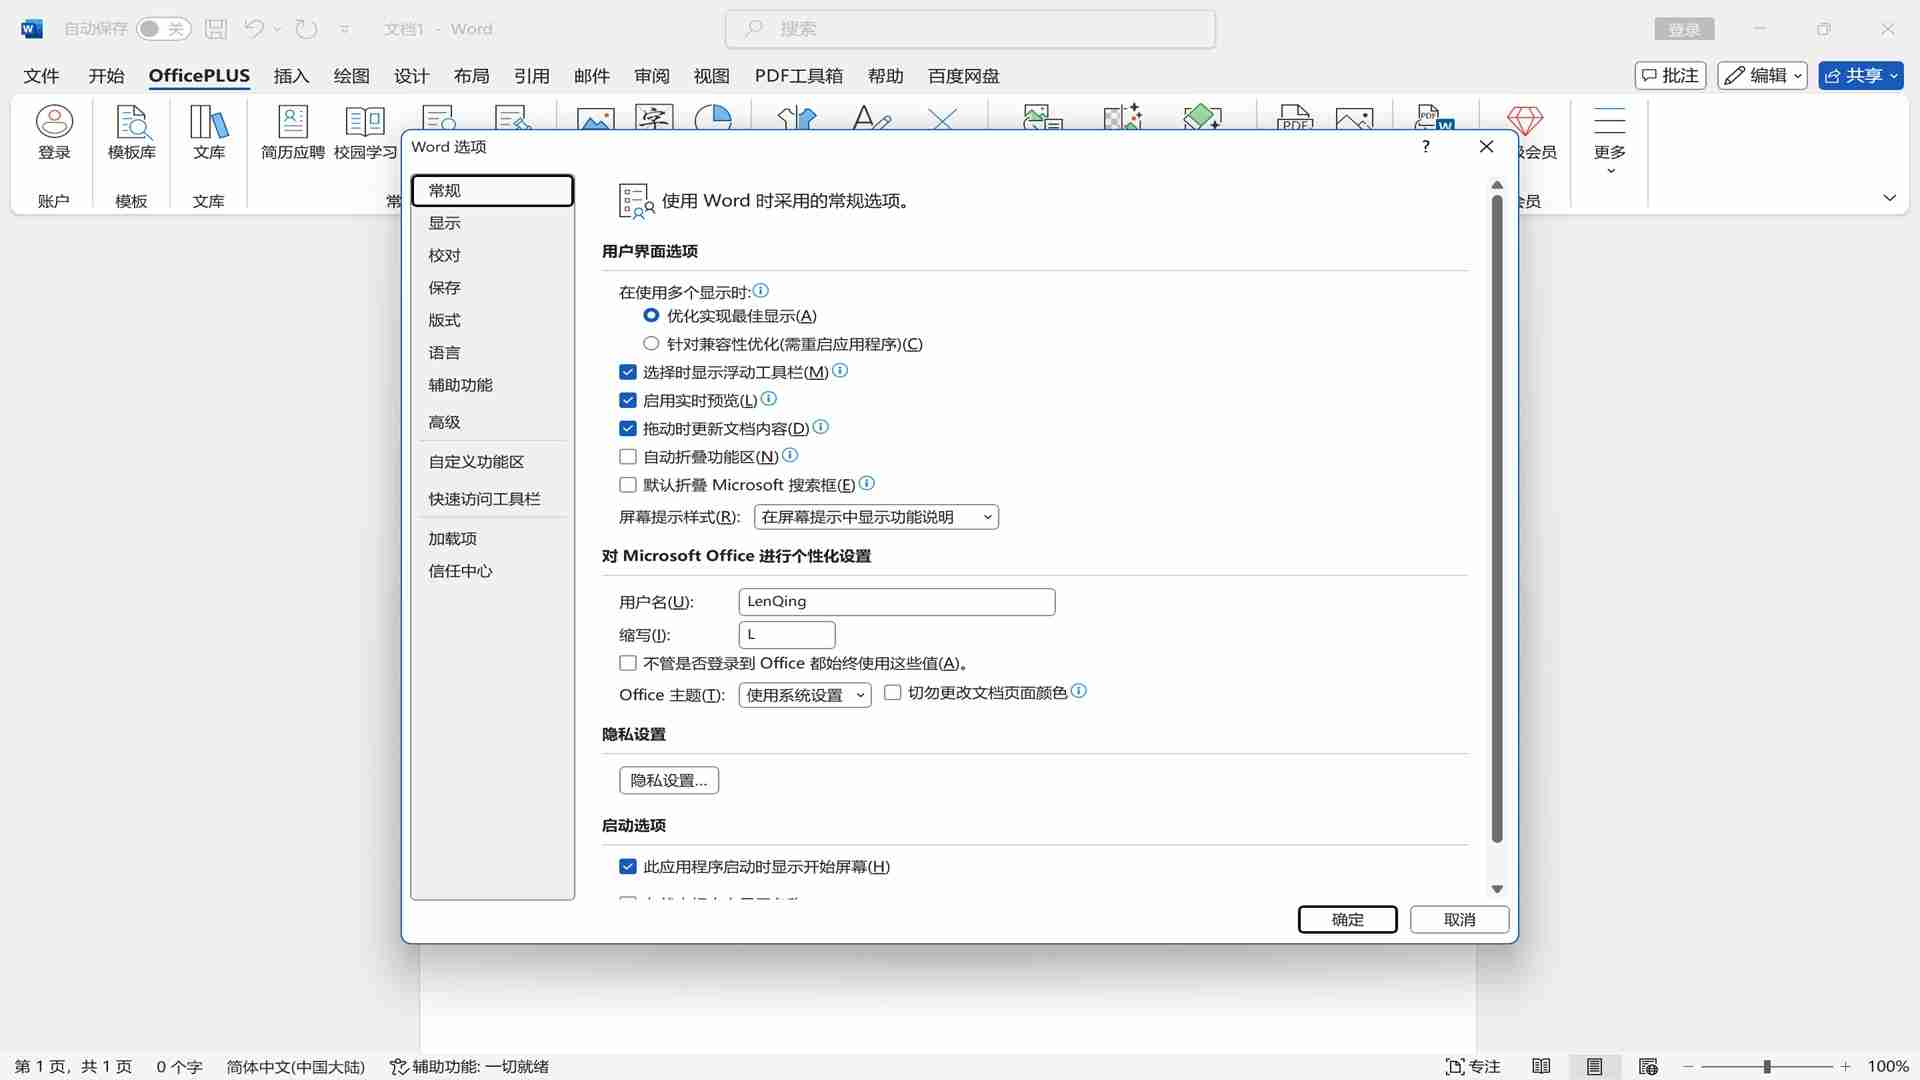 自动保存 关 文档1 - Word 搜索 登录
文件 开始 OfficePLUS 插入 绘图 设计 布局 引用 邮件 审阅 视图 PDF工具箱 帮助 百度网盘 批注 编辑 共享
登录 模板库 文库 简历应聘 校园学习 级会员 更多
账户 模板 文库 常 会员
Word 选项 ?
常规
显示
校对
保存
版式
语言
辅助功能
高级
自定义功能区
快速访问工具栏
加载项
信任中心
使用 Word 时采用的常规选项。
用户界面选项
在使用多个显示时:
优化实现最佳显示(A)
针对兼容性优化(需重启应用程序)(C)
选择时显示浮动工具栏(M)
启用实时预览(L)
拖动时更新文档内容(D)
自动折叠功能区(N)
默认折叠 Microsoft 搜索框(E)
屏幕提示样式(R): 在屏幕提示中显示功能说明
对 Microsoft Office 进行个性化设置
用户名(U): LenQing
缩写(I): L
不管是否登录到 Office 都始终使用这些值(A)。
Office 主题(T): 使用系统设置 切勿更改文档页面颜色
隐私设置
隐私设置...
启动选项
此应用程序启动时显示开始屏幕(H)
确定 取消
第 1 页，共 1 页 0 个字 简体中文(中国大陆) 辅助功能: 一切就绪 专注 100%